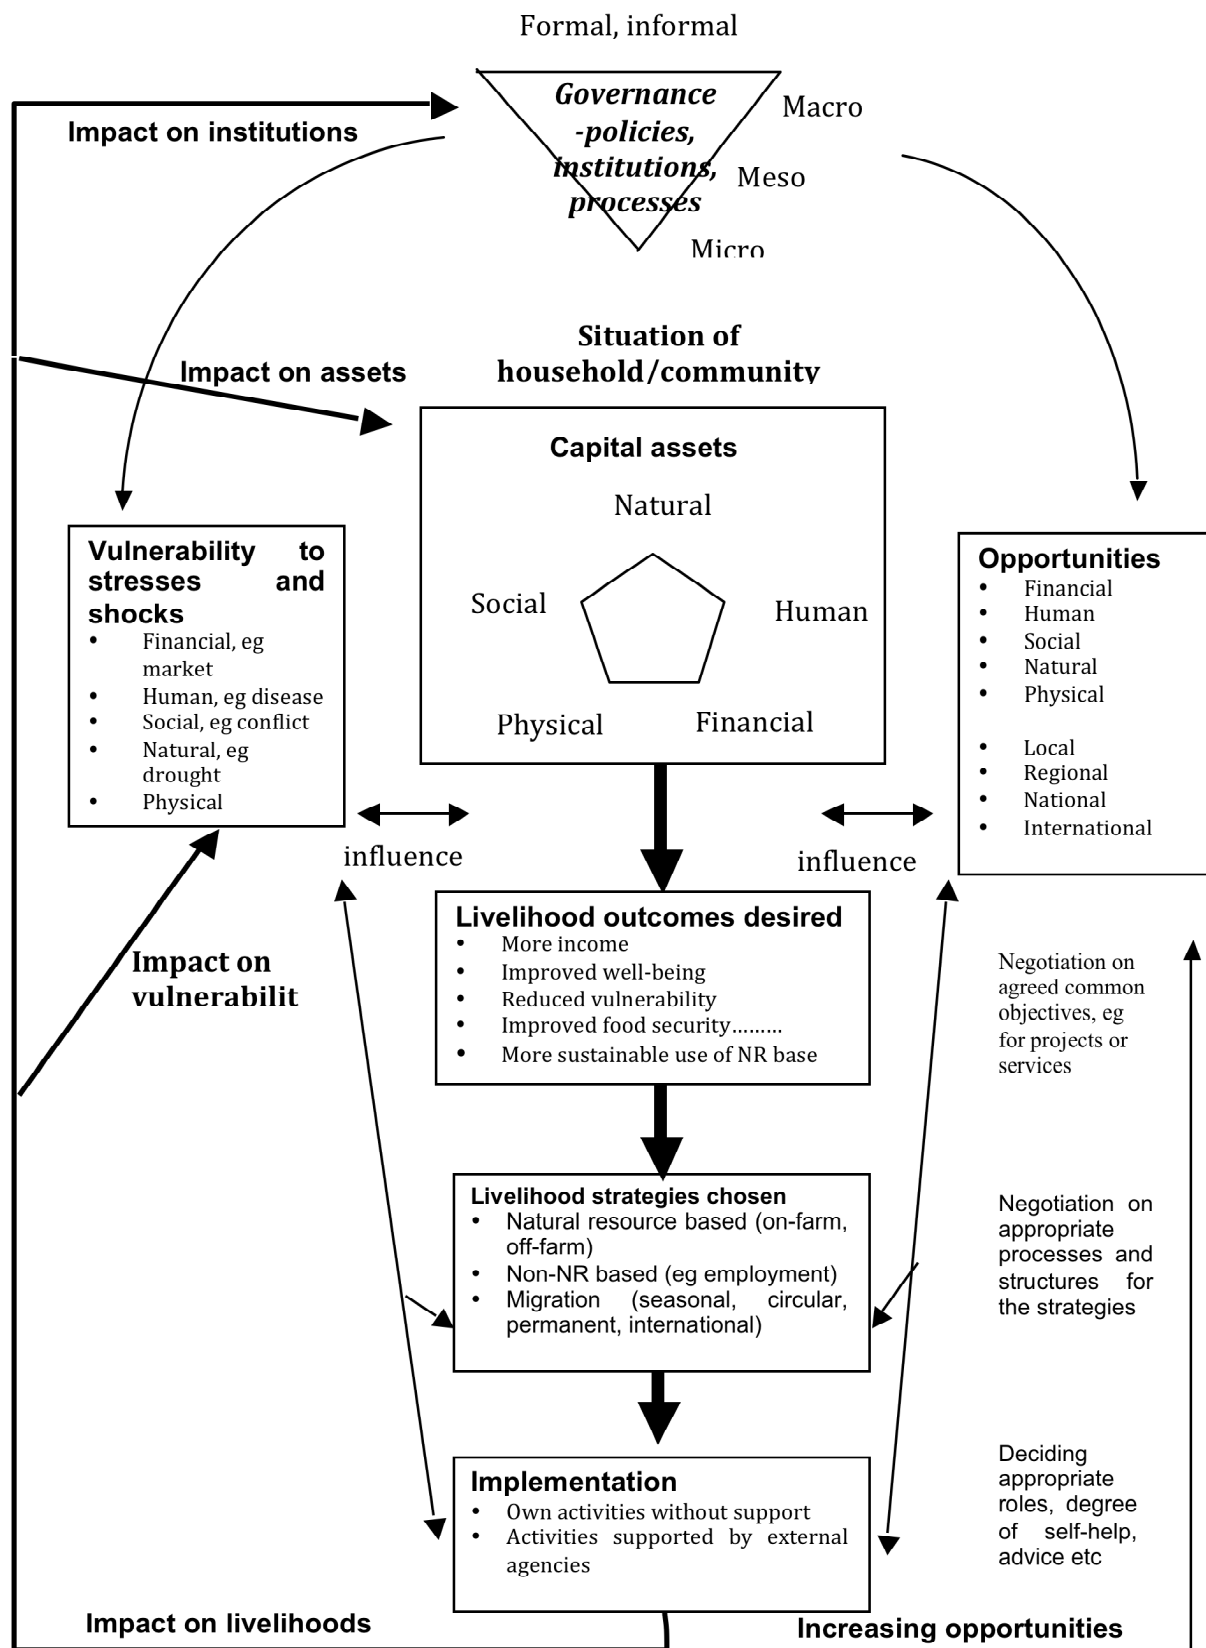 Formal, informal
Governance
-policies,
institutions,
processes
Macro
Meso
Micro
Impact on institutions
Impact on assets
Situation of
household/community
Capital assets
Natural
Social
Human
Physical
Financial
Vulnerability to
stresses and
shocks
• Financial, eg
market
• Human, eg disease
• Social, eg conflict
• Natural, eg
drought
• Physical
Opportunities
• Financial
• Human
• Social
• Natural
• Physical
• Local
• Regional
• National
• International
influence
influence
Impact on
vulnerabilit
Livelihood outcomes desired
• More income
• Improved well-being
• Reduced vulnerability
• Improved food security.........
• More sustainable use of NR base
Negotiation on
agreed common
objectives, eg
for projects or
services
Livelihood strategies chosen
• Natural resource based (on-farm,
off-farm)
• Non-NR based (eg employment)
• Migration (seasonal, circular,
permanent, international)
Negotiation on
appropriate
processes and
structures for
the strategies
Implementation
• Own activities without support
• Activities supported by external
agencies
Deciding
appropriate
roles, degree
of self-help,
advice etc
Impact on livelihoods
Increasing opportunities